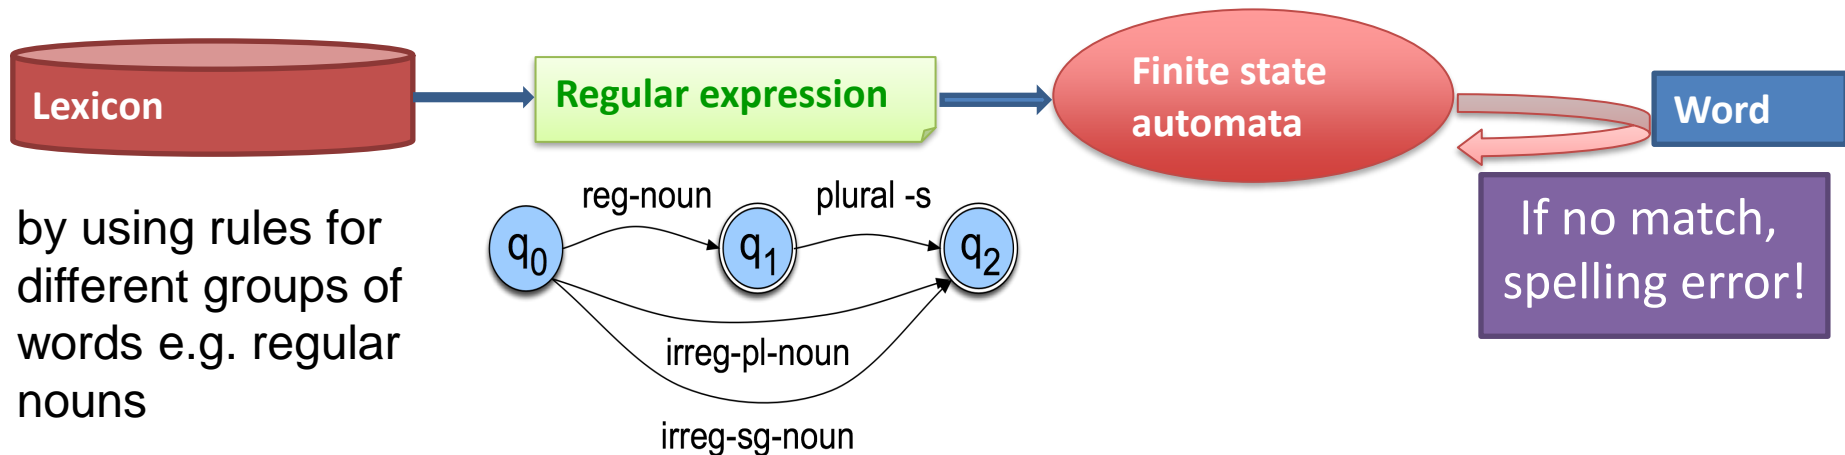 Lexicon
Regular expression
Finite state
automata
Word
by using rules for
different groups of
words e.g. regular
nouns
reg-noun
plural -s
q0
q1
q2
irreg-pl-noun
irreg-sg-noun
If no match,
spelling error!